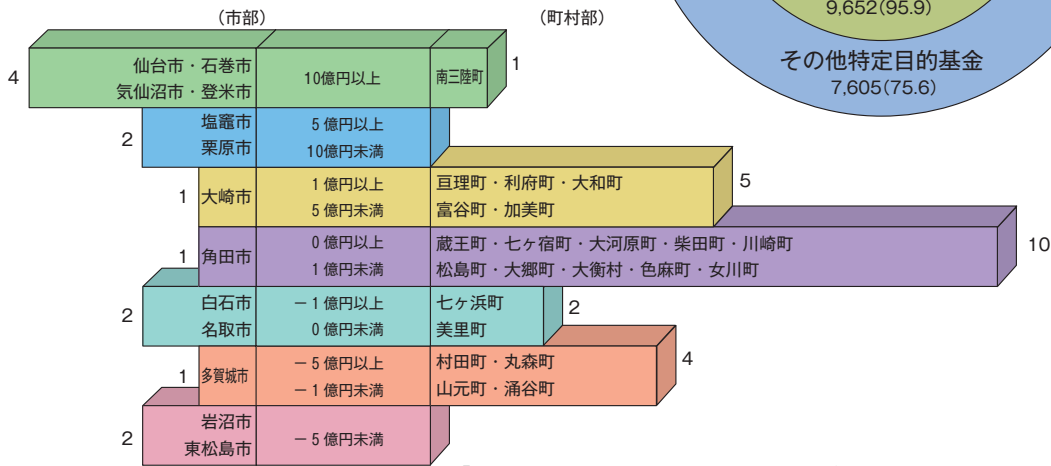 9,652(95.9)
その他特定目的基金
7,605(75.6)
(市部)
(町村部)
4
仙台市・石巻市
気仙沼市・登米市
10億円以上
南三陸町
1
2
塩竈市
栗原市
5億円以上
10億円未満
1
大崎市
1億円以上
5億円未満
亘理町・利府町・大和町
富谷町・加美町
5
1
角田市
0億円以上
1億円未満
蔵王町・七ヶ宿町・大河原町・柴田町・川崎町
松島町・大郷町・大衡村・色麻町・女川町
10
2
白石市
名取市
−1億円以上
0億円未満
七ヶ浜町
美里町
2
1
多賀城市
−5億円以上
−1億円未満
村田町・丸森町
山元町・涌谷町
4
2
岩沼市
東松島市
−5億円未満